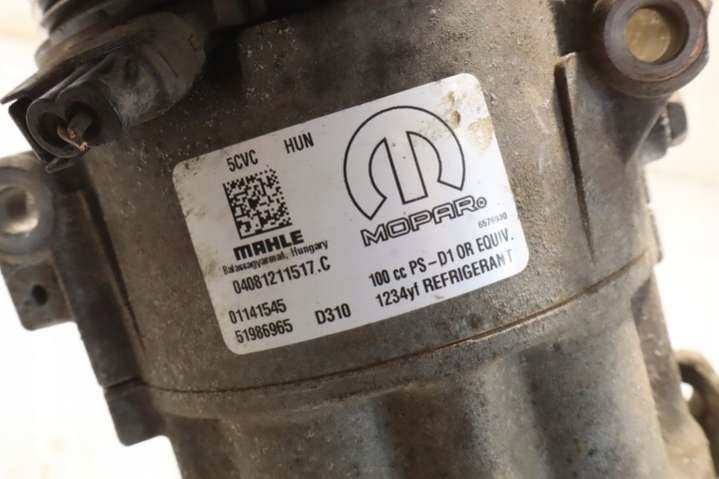 5CVC HUN
MAHLE
Balassagyarmat, Hungary
04081211517.C
01141545
51986965 D310
MOPAR®
100 cc PS-D1 OR EQUIV.
1234yf REFRIGERANT